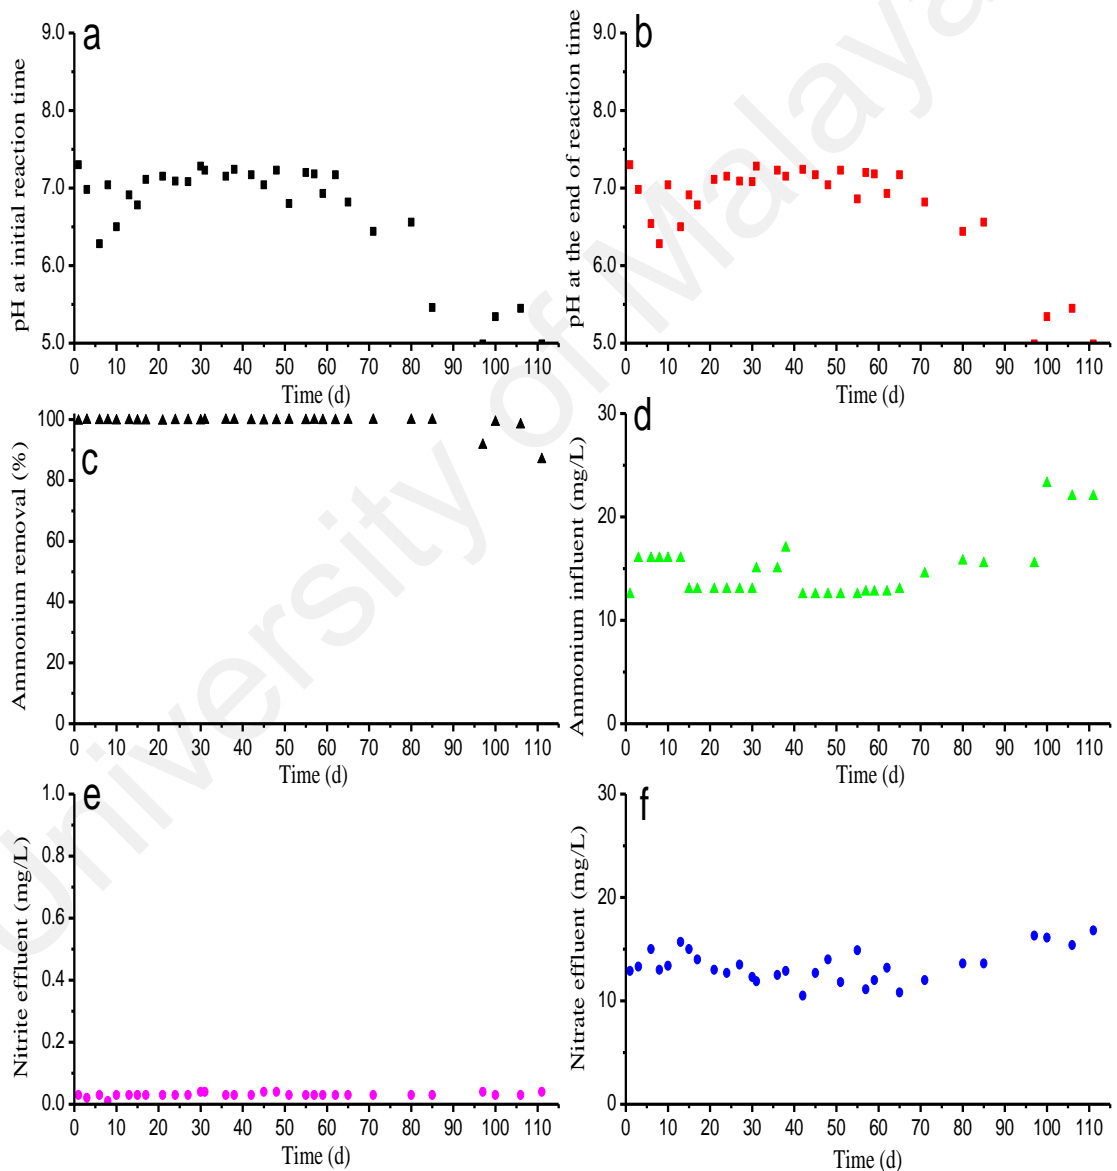 a
pH at initial reaction time
9.0
8.0
7.0
6.0
5.0
0 10 20 30 40 50 60 70 80 90 100 110
Time (d)
b
pH at the end of reaction time
9.0
8.0
7.0
6.0
5.0
0 10 20 30 40 50 60 70 80 90 100 110
Time (d)
c
Ammonium removal (%)
100
80
60
40
20
0
0 10 20 30 40 50 60 70 80 90 100 110
Time (d)
d
Ammonium influent (mg/L)
30
20
10
0
0 10 20 30 40 50 60 70 80 90 100 110
Time (d)
e
Nitrite effluent (mg/L)
1.0
0.8
0.6
0.4
0.2
0.0
0 10 20 30 40 50 60 70 80 90 100 110
Time (d)
f
Nitrate effluent (mg/L)
30
20
10
0
0 10 20 30 40 50 60 70 80 90 100 110
Time (d)
University of Malaya